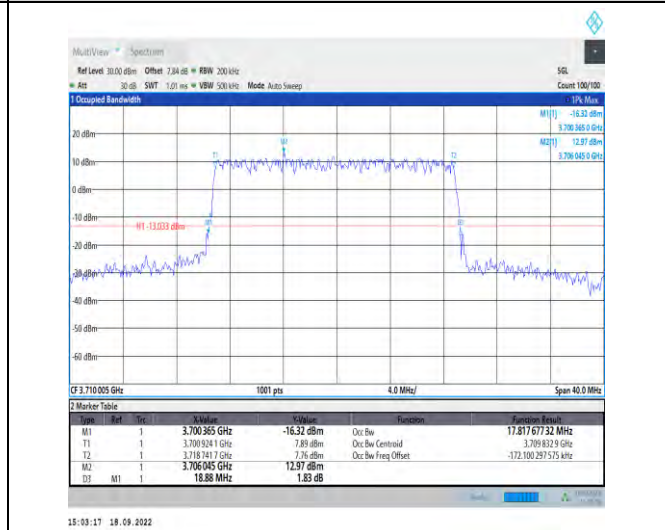 MultiView Spectrum
Ref Level 30.00 dBm Offset 7.84 dB RBW 200 kHz SGL
Att 30 dB SWT 1.01 ms VBW 500 kHz Mode Auto Sweep Count 100/100
1 Occupied Bandwidth 1Pk Max
M1[1] -16.32 dBm
3.700 365 0 GHz
M2[1] 12.97 dBm
3.706 045 0 GHz
20 dBm
M2
T1 T2
10 dBm
0 dBm
-10 dBm
H1 -13.033 dBm M1 D3
-20 dBm
-30 dBm
-40 dBm
-50 dBm
-60 dBm
CF 3.710 005 GHz 1001 pts 4.0 MHz/ Span 40.0 MHz
2 Marker Table
Type Ref Trc X-Value Y-Value Function Function Result
M1 1 3.700 365 GHz -16.32 dBm Occ Bw 17.817 677 32 MHz
T1 1 3.700 924 1 GHz 7.89 dBm Occ Bw Centroid 3.709 832 9 GHz
T2 1 3.718 741 7 GHz 7.76 dBm Occ Bw Freq Offset -172.100 297 575 kHz
M2 1 3.706 045 GHz 12.97 dBm
D3 M1 1 18.88 MHz 1.83 dB
Ready
15:03:17 18.09.2022